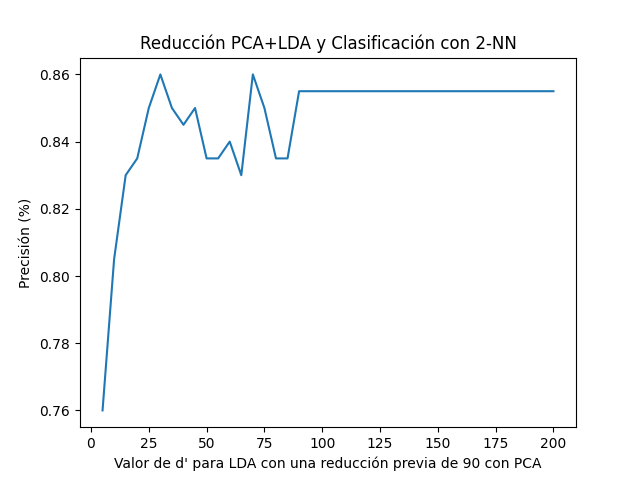 Reducción PCA+LDA y Clasificación con 2-NN
0.86
0.84
0.82
0.80
0.78
0.76
Precisión (%)
0 25 50 75 100 125 150 175 200
Valor de d' para LDA con una reducción previa de 90 con PCA